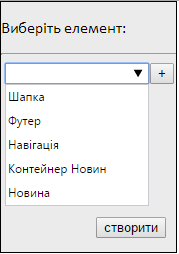 Виберіть елемент:
+
Шапка
Футер
Навігація
Контейнер Новин
Новина
створити